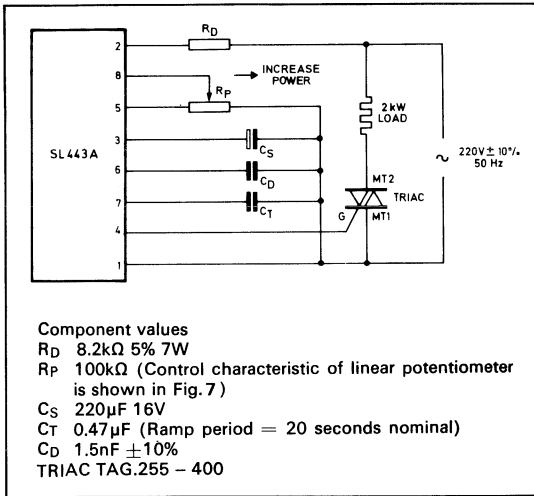 SL443A
2
8
5
3
6
7
4
1
RD
RP
→ INCREASE
POWER
CS
CD
CT
2kW
LOAD
MT2
TRIAC
G
MT1
~ 220V ± 10%
50 Hz
Component values
RD 8.2kΩ 5% 7W
RP 100kΩ (Control characteristic of linear potentiometer
is shown in Fig. 7)
CS 220µF 16V
CT 0.47µF (Ramp period = 20 seconds nominal)
CD 1.5nF ±10%
TRIAC TAG.255 – 400